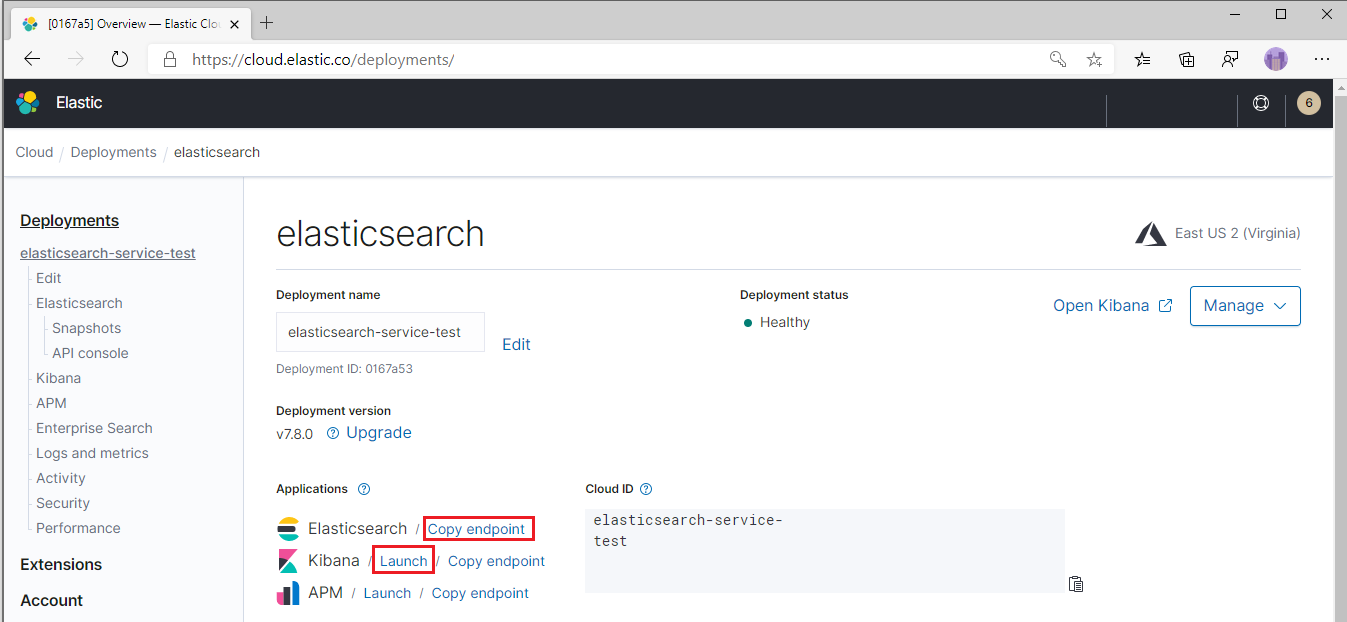 [0167a5] Overview — Elastic Clo
https://cloud.elastic.co/deployments/
Elastic
6
Cloud / Deployments / elasticsearch
Deployments
elasticsearch-service-test
Edit
Elasticsearch
Snapshots
API console
Kibana
APM
Enterprise Search
Logs and metrics
Activity
Security
Performance
Extensions
Account
elasticsearch
East US 2 (Virginia)
Deployment name
elasticsearch-service-test
Edit
Deployment ID: 0167a53
Deployment status
Healthy
Open Kibana
Manage
Deployment version
v7.8.0 Upgrade
Applications
Elasticsearch / Copy endpoint
Kibana / Launch / Copy endpoint
APM / Launch / Copy endpoint
Cloud ID
elasticsearch-service-
test